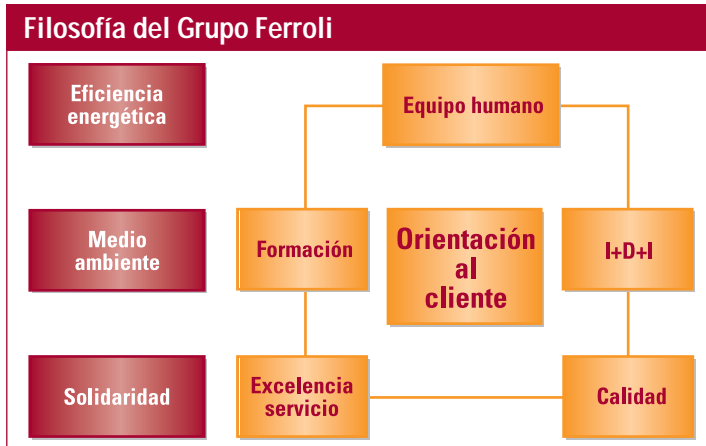 Filosofía del Grupo Ferroli
Eficiencia
energética
Equipo humano
Medio
ambiente
Formación
Orientación
al
cliente
I+D+I
Solidaridad
Excelencia
servicio
Calidad